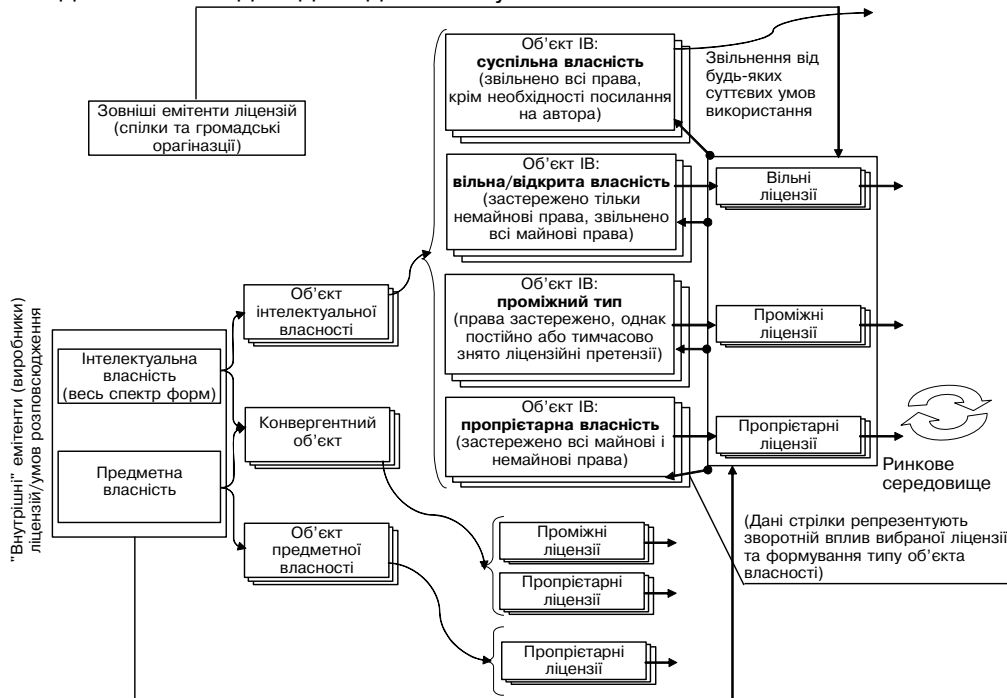 Зовніші емітенти ліцензій
(спілки та громадські
орагіназції)
Об'єкт ІВ:
суспільна власність
(звільнено всі права,
крім необхідності посилання
на автора)
Звільнення від
будь-яких
суттєвих умов
використання
Об'єкт ІВ:
вільна/відкрита власність
(застережено тільки
немайнові права, звільнено
всі майнові права)
Вільні
ліцензії
"Внутрішні" емітенти (виробники)
ліцензій/умов розповсюдження
Інтелектуальна
власність
(весь спектр форм)
Предметна
власність
Об'єкт
інтелектуальної
власності
Конвергентний
об'єкт
Об'єкт
предметної
власності
Об'єкт ІВ:
проміжний тип
(права застережено, однак
постійно або тимчасово
знято ліцензійні претензії)
Проміжні
ліцензії
Об'єкт ІВ:
пропрієтарна власність
(застережено всі майнові і
немайнові права)
Пропрієтарні
ліцензії
Ринкове
середовище
(Дані стрілки репрезентують
зворотній вплив вибраної ліцензії
та формування типу об'єкта
власності)
Проміжні
ліцензії
Пропрієтарні
ліцензії
Пропрієтарні
ліцензії